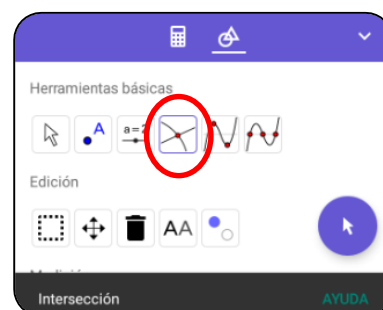 Herramientas básicas
A
a=2
Edición
AA
Intersección
AYUDA